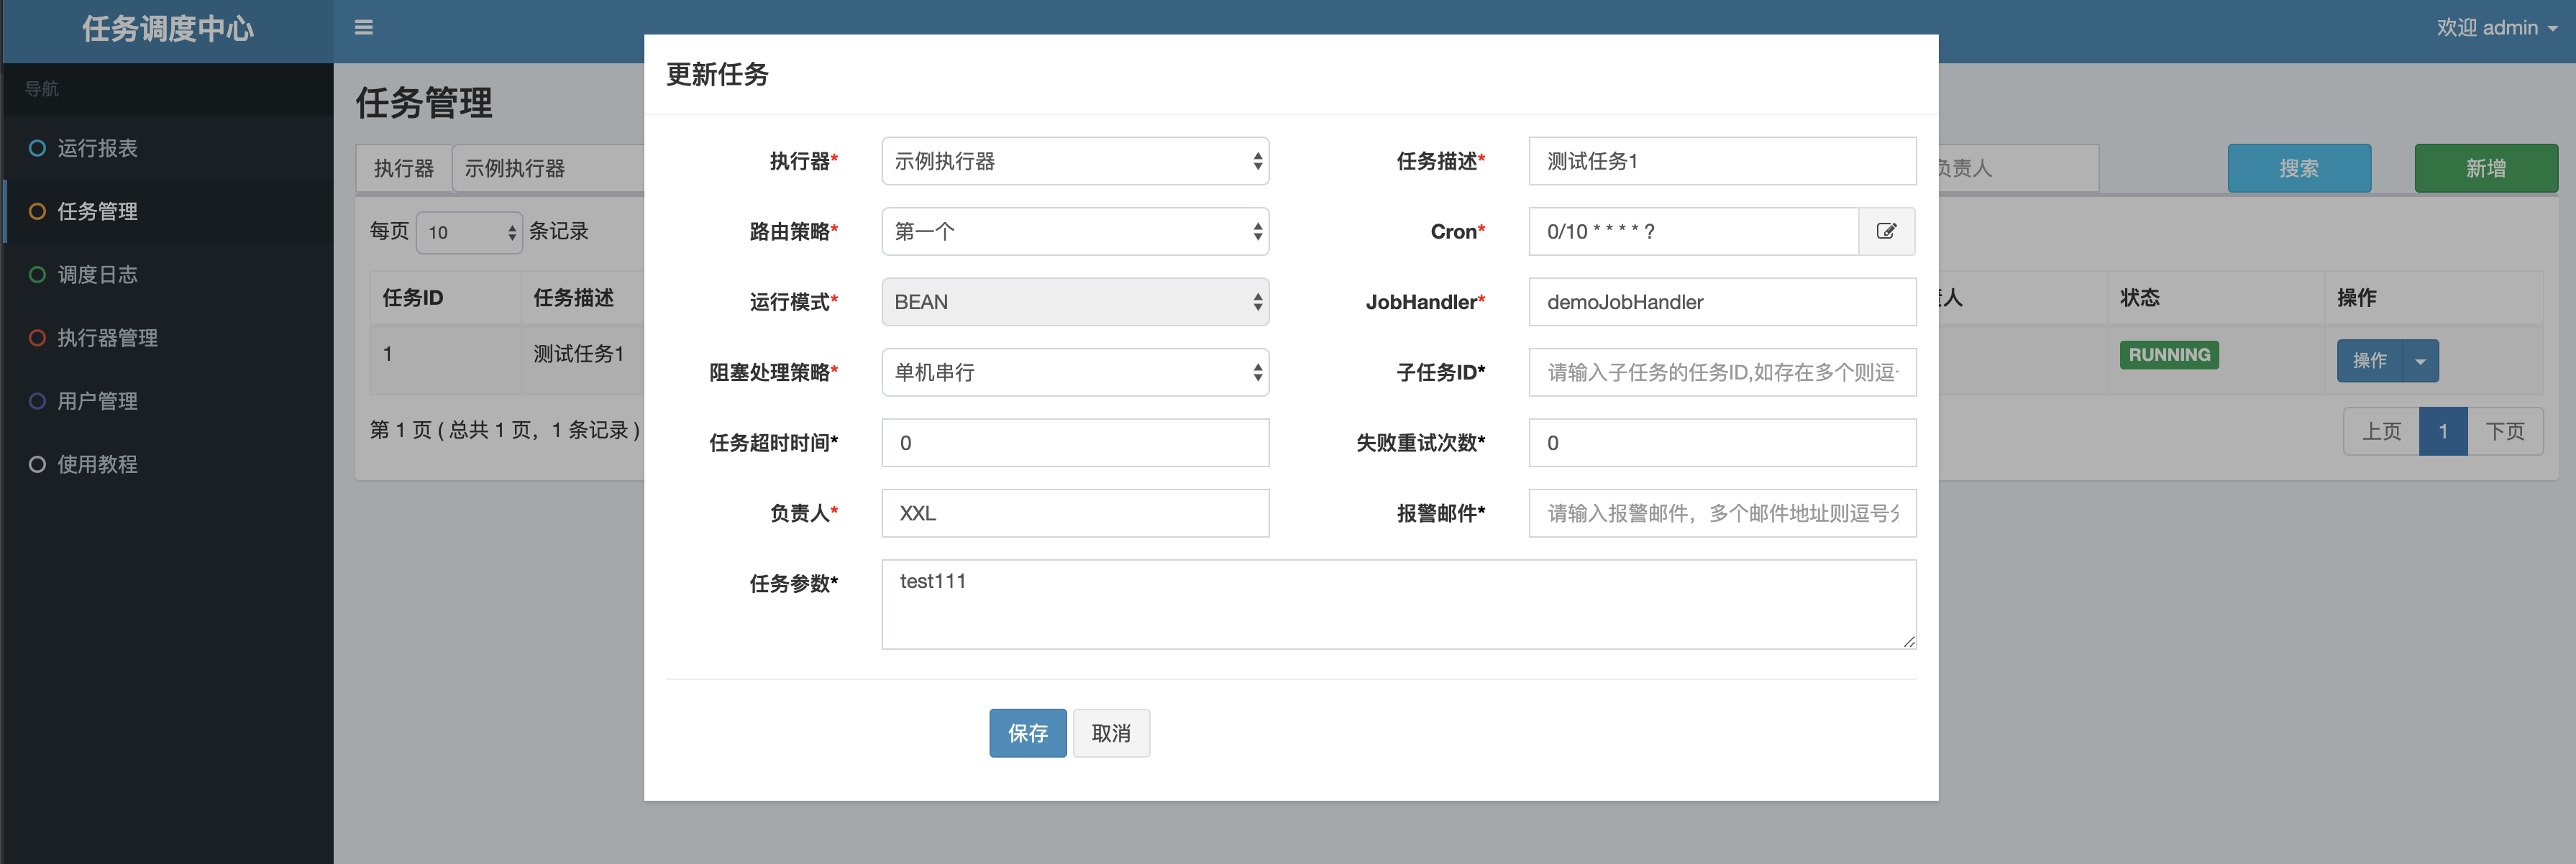 任务调度中心
欢迎 admin
导航
运行报表
任务管理
调度日志
执行器管理
用户管理
使用教程
任务管理
执行器 示例执行器
负责人 搜索 新增
每页 10 条记录
任务ID 任务描述 状态 操作
1 测试任务1 RUNNING 操作
第 1 页 ( 总共 1 页，1 条记录 ) 上页 1 下页
更新任务
执行器* 示例执行器 任务描述* 测试任务1
路由策略* 第一个 Cron* 0/10 * * * * ?
运行模式* BEAN JobHandler* demoJobHandler
阻塞处理策略* 单机串行 子任务ID* 请输入子任务的任务ID,如存在多个则逗
任务超时时间* 0 失败重试次数* 0
负责人* XXL 报警邮件* 请输入报警邮件，多个邮件地址则逗号分
任务参数* test111
保存 取消